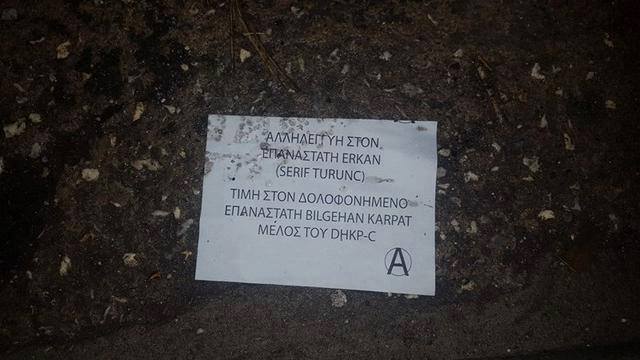 ΑΛΛΗΛΕΓΓΥΗ ΣΤΟΝ
ΕΠΑΝΑΣΤΑΤΗ ERKAN
(SERIF TURUNC)
ΤΙΜΗ ΣΤΟΝ ΔΟΛΟΦΟΝΗΜΕΝΟ
ΕΠΑΝΑΣΤΑΤΗ BILGEHAN KARPAT
ΜΕΛΟΣ ΤΟΥ DHKP-C
A